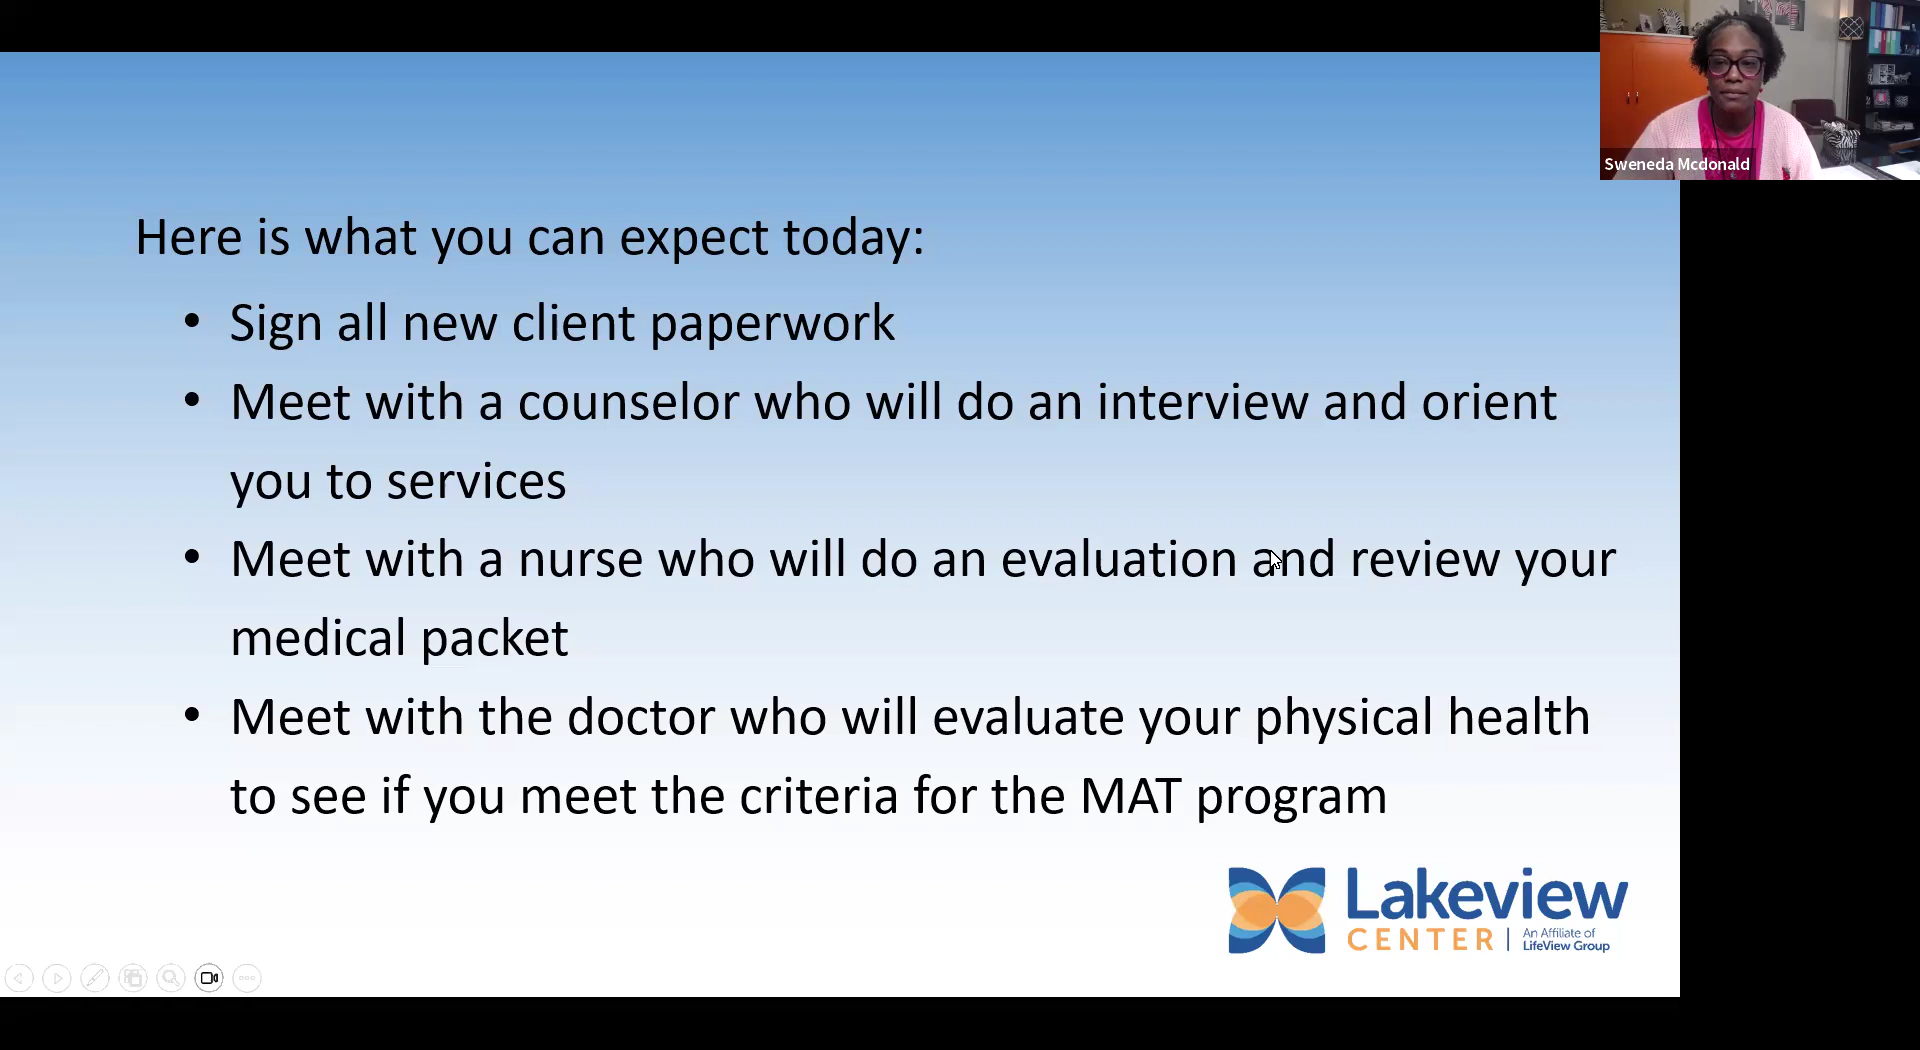 Sweneda Mcdonald
Here is what you can expect today:
• Sign all new client paperwork
• Meet with a counselor who will do an interview and orient
you to services
• Meet with a nurse who will do an evaluation and review your
medical packet
• Meet with the doctor who will evaluate your physical health
to see if you meet the criteria for the MAT program
Lakeview
CENTER | An Affiliate of
LifeView Group